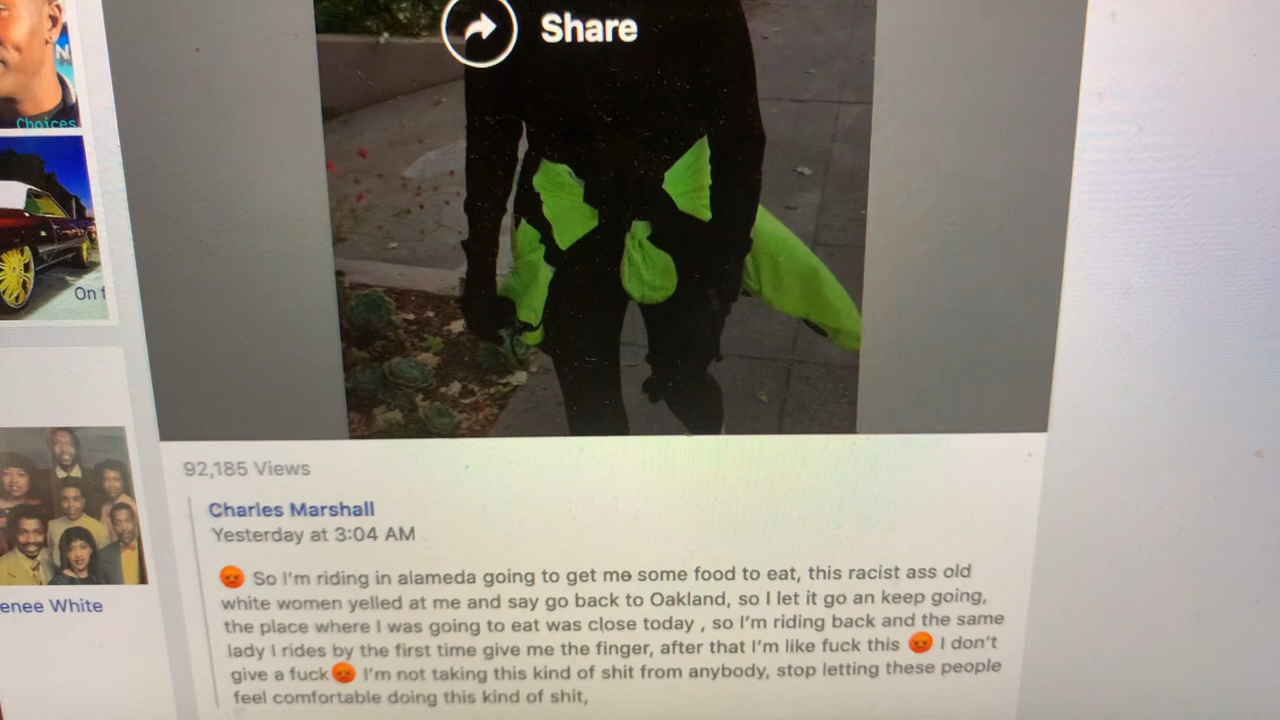 Share
N
Choices
On f
enee White
92,185 Views
Charles Marshall
Yesterday at 3:04 AM
😡 So I'm riding in alameda going to get me some food to eat, this racist ass old
white women yelled at me and say go back to Oakland, so I let it go an keep going,
the place where I was going to eat was close today , so I'm riding back and the same
lady I rides by the first time give me the finger, after that I'm like fuck this 😡 I don't
give a fuck😡 I'm not taking this kind of shit from anybody, stop letting these people
feel comfortable doing this kind of shit,